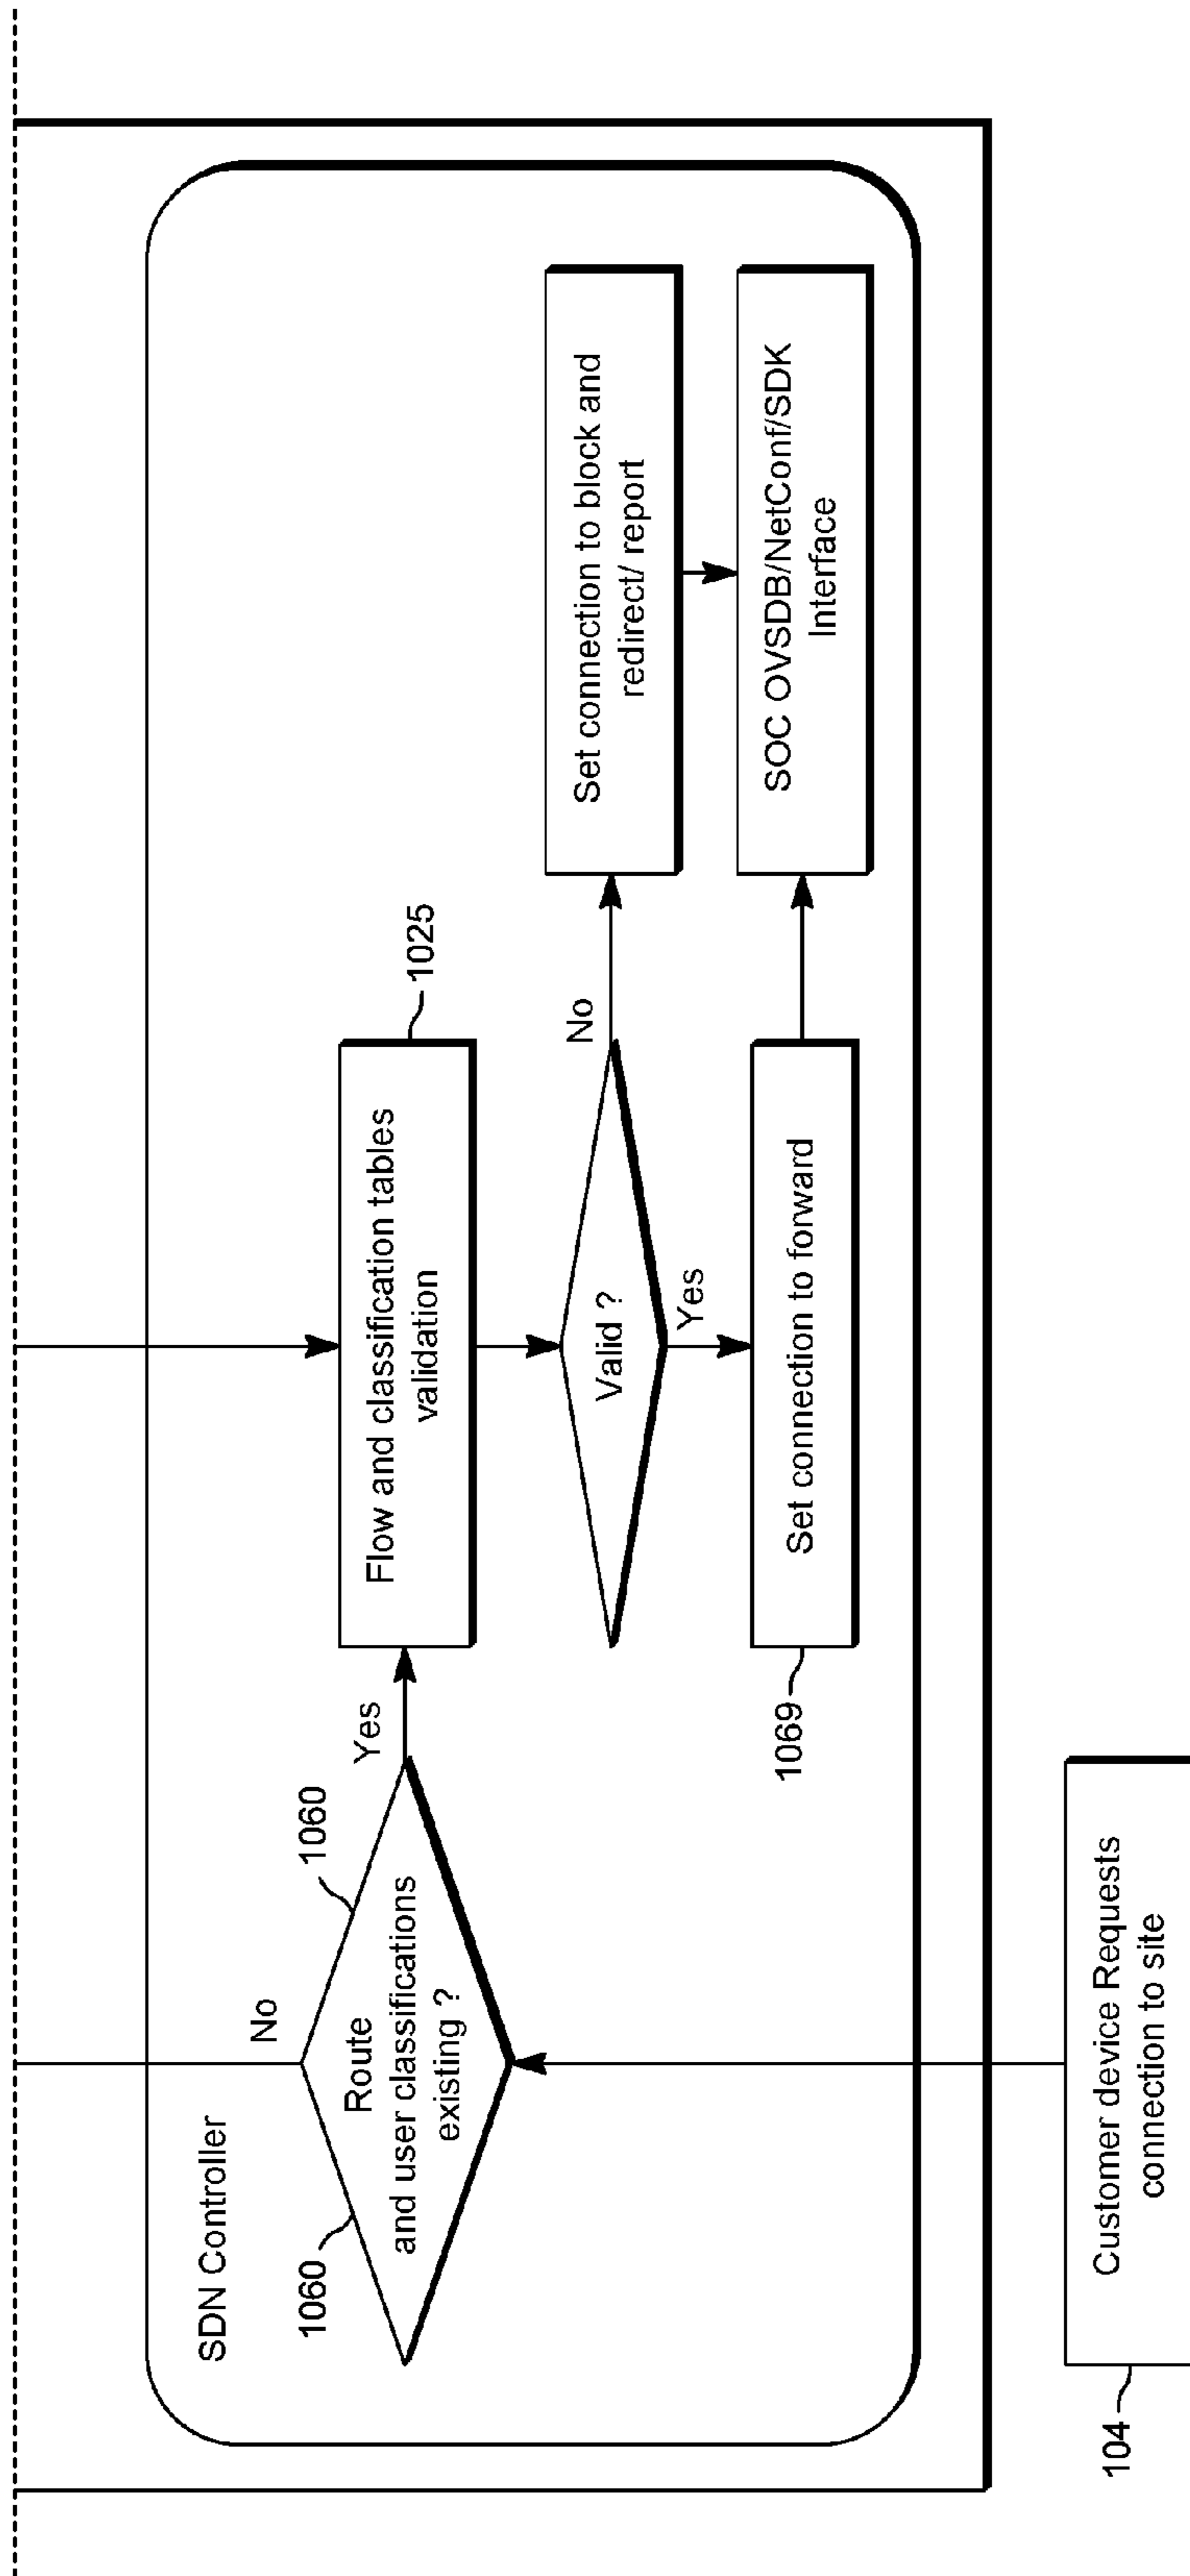 SDN Controller
No
1060
1060
Route
and user classifications
existing ?
Yes
Flow and classification tables
validation
1025
Valid ?
No
Yes
Set connection to block and
redirect/ report
1069
Set connection to forward
SOC OVSDB/NetConf/SDK
Interface
104
Customer device Requests
connection to site